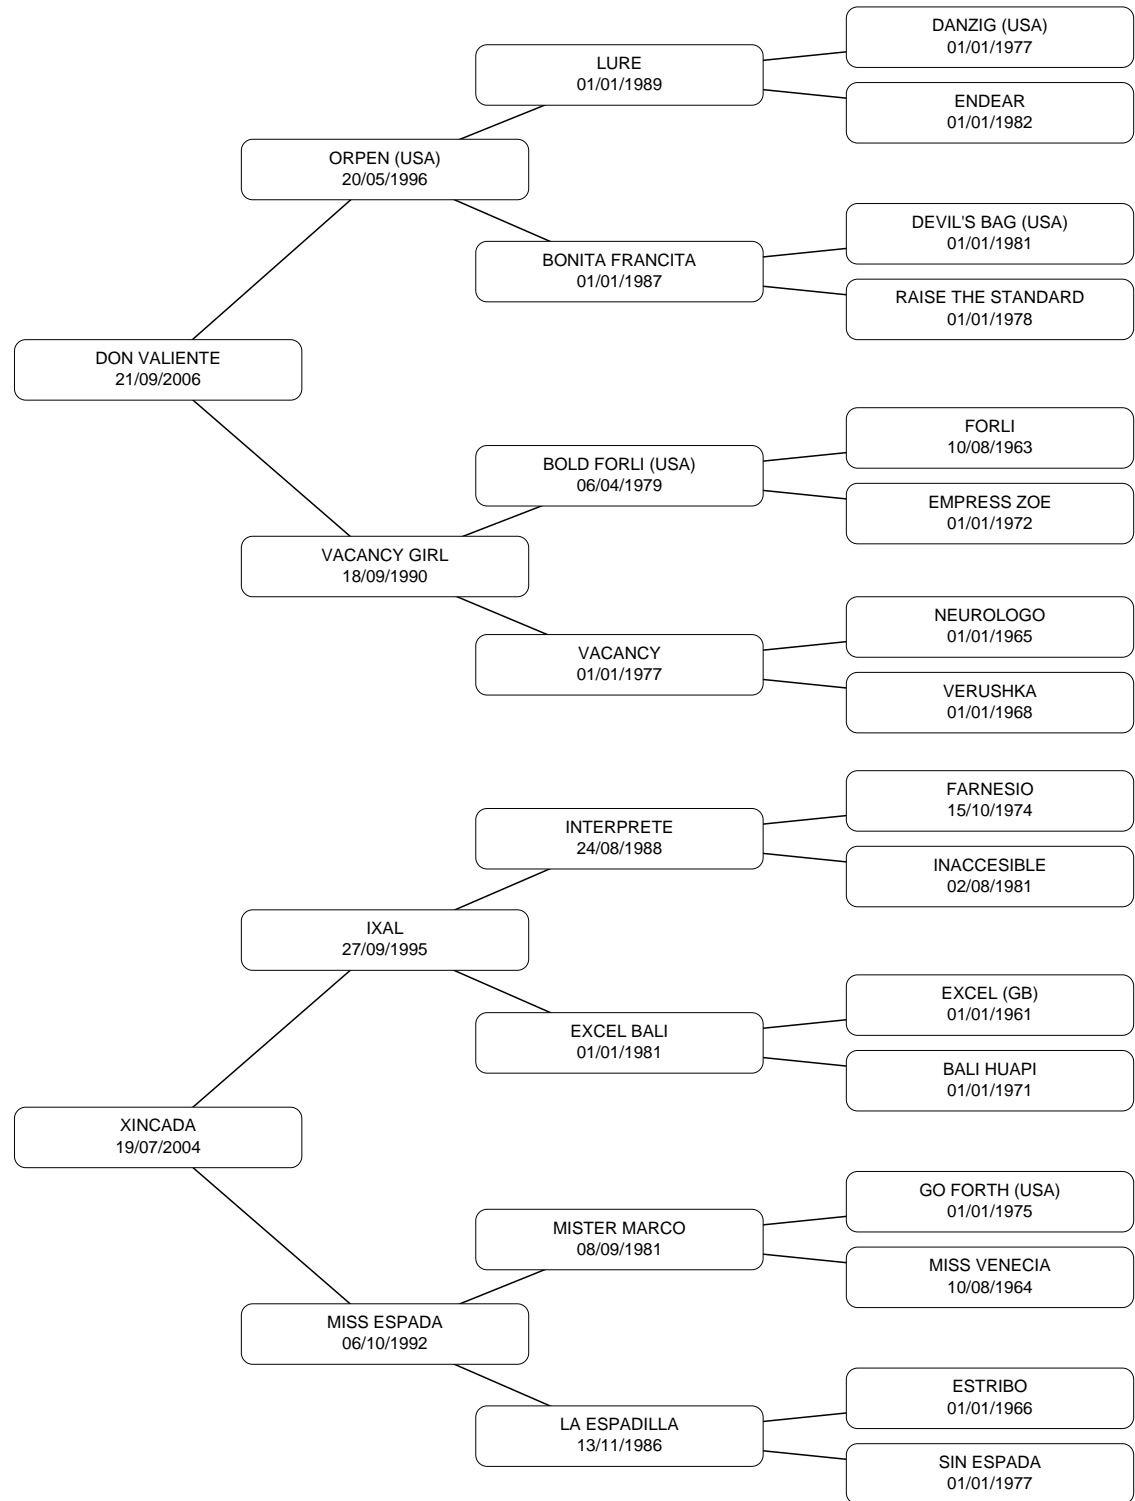 DANZIG (USA)
01/01/1977
LURE
01/01/1989
ENDEAR
01/01/1982
ORPEN (USA)
20/05/1996
DEVIL'S BAG (USA)
01/01/1981
BONITA FRANCITA
01/01/1987
RAISE THE STANDARD
01/01/1978
DON VALIENTE
21/09/2006
FORLI
10/08/1963
BOLD FORLI (USA)
06/04/1979
EMPRESS ZOE
01/01/1972
VACANCY GIRL
18/09/1990
NEUROLOGO
01/01/1965
VACANCY
01/01/1977
VERUSHKA
01/01/1968
FARNESIO
15/10/1974
INTERPRETE
24/08/1988
INACCESIBLE
02/08/1981
IXAL
27/09/1995
EXCEL (GB)
01/01/1961
EXCEL BALI
01/01/1981
BALI HUAPI
01/01/1971
XINCADA
19/07/2004
GO FORTH (USA)
01/01/1975
MISTER MARCO
08/09/1981
MISS VENECIA
10/08/1964
MISS ESPADA
06/10/1992
ESTRIBO
01/01/1966
LA ESPADILLA
13/11/1986
SIN ESPADA
01/01/1977